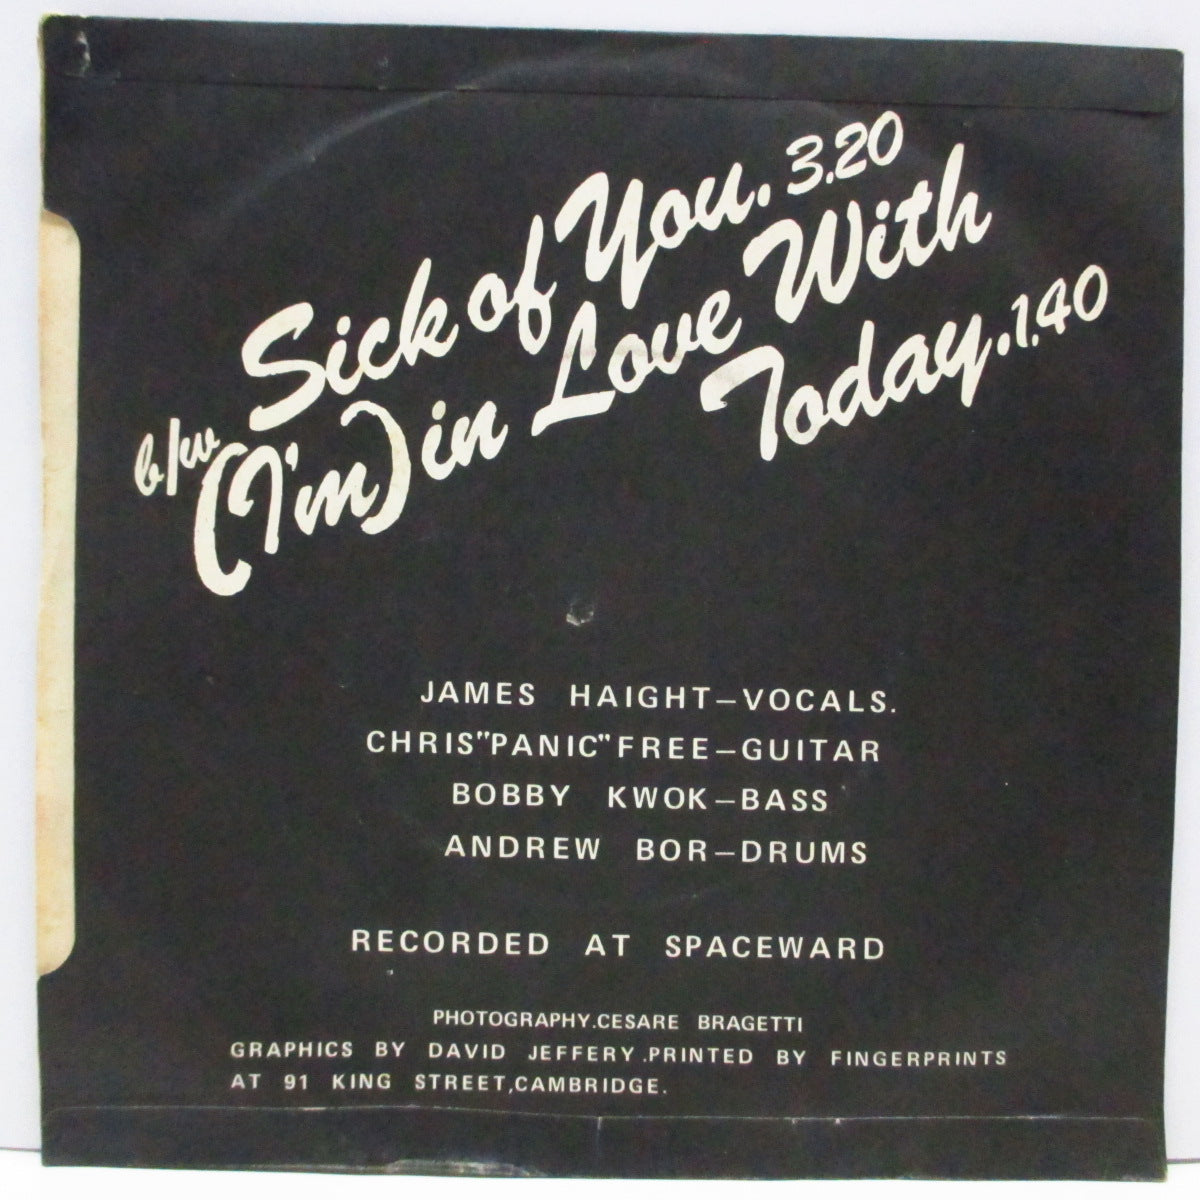 Sick of You. 3.20
b/w (I'm) in Love With
Today. 1.40
JAMES HAIGHT–VOCALS.
CHRIS"PANIC"FREE–GUITAR
BOBBY KWOK–BASS
ANDREW BOR–DRUMS
RECORDED AT SPACEWARD
PHOTOGRAPHY.CESARE BRAGETTI
GRAPHICS BY DAVID JEFFERY.PRINTED BY FINGERPRINTS
AT 91 KING STREET,CAMBRIDGE.